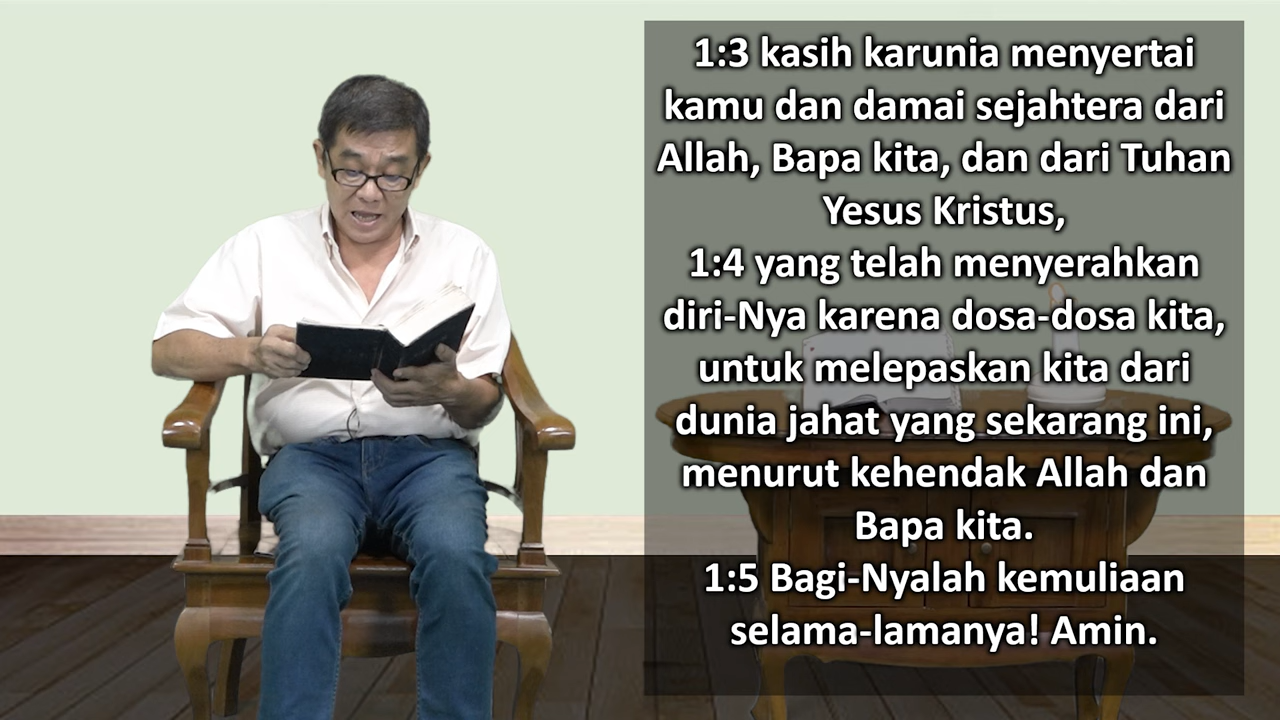 1:3 kasih karunia menyertai
kamu dan damai sejahtera dari
Allah, Bapa kita, dan dari Tuhan
Yesus Kristus,
1:4 yang telah menyerahkan
diri-Nya karena dosa-dosa kita,
untuk melepaskan kita dari
dunia jahat yang sekarang ini,
menurut kehendak Allah dan
Bapa kita.
1:5 Bagi-Nyalah kemuliaan
selama-lamanya! Amin.